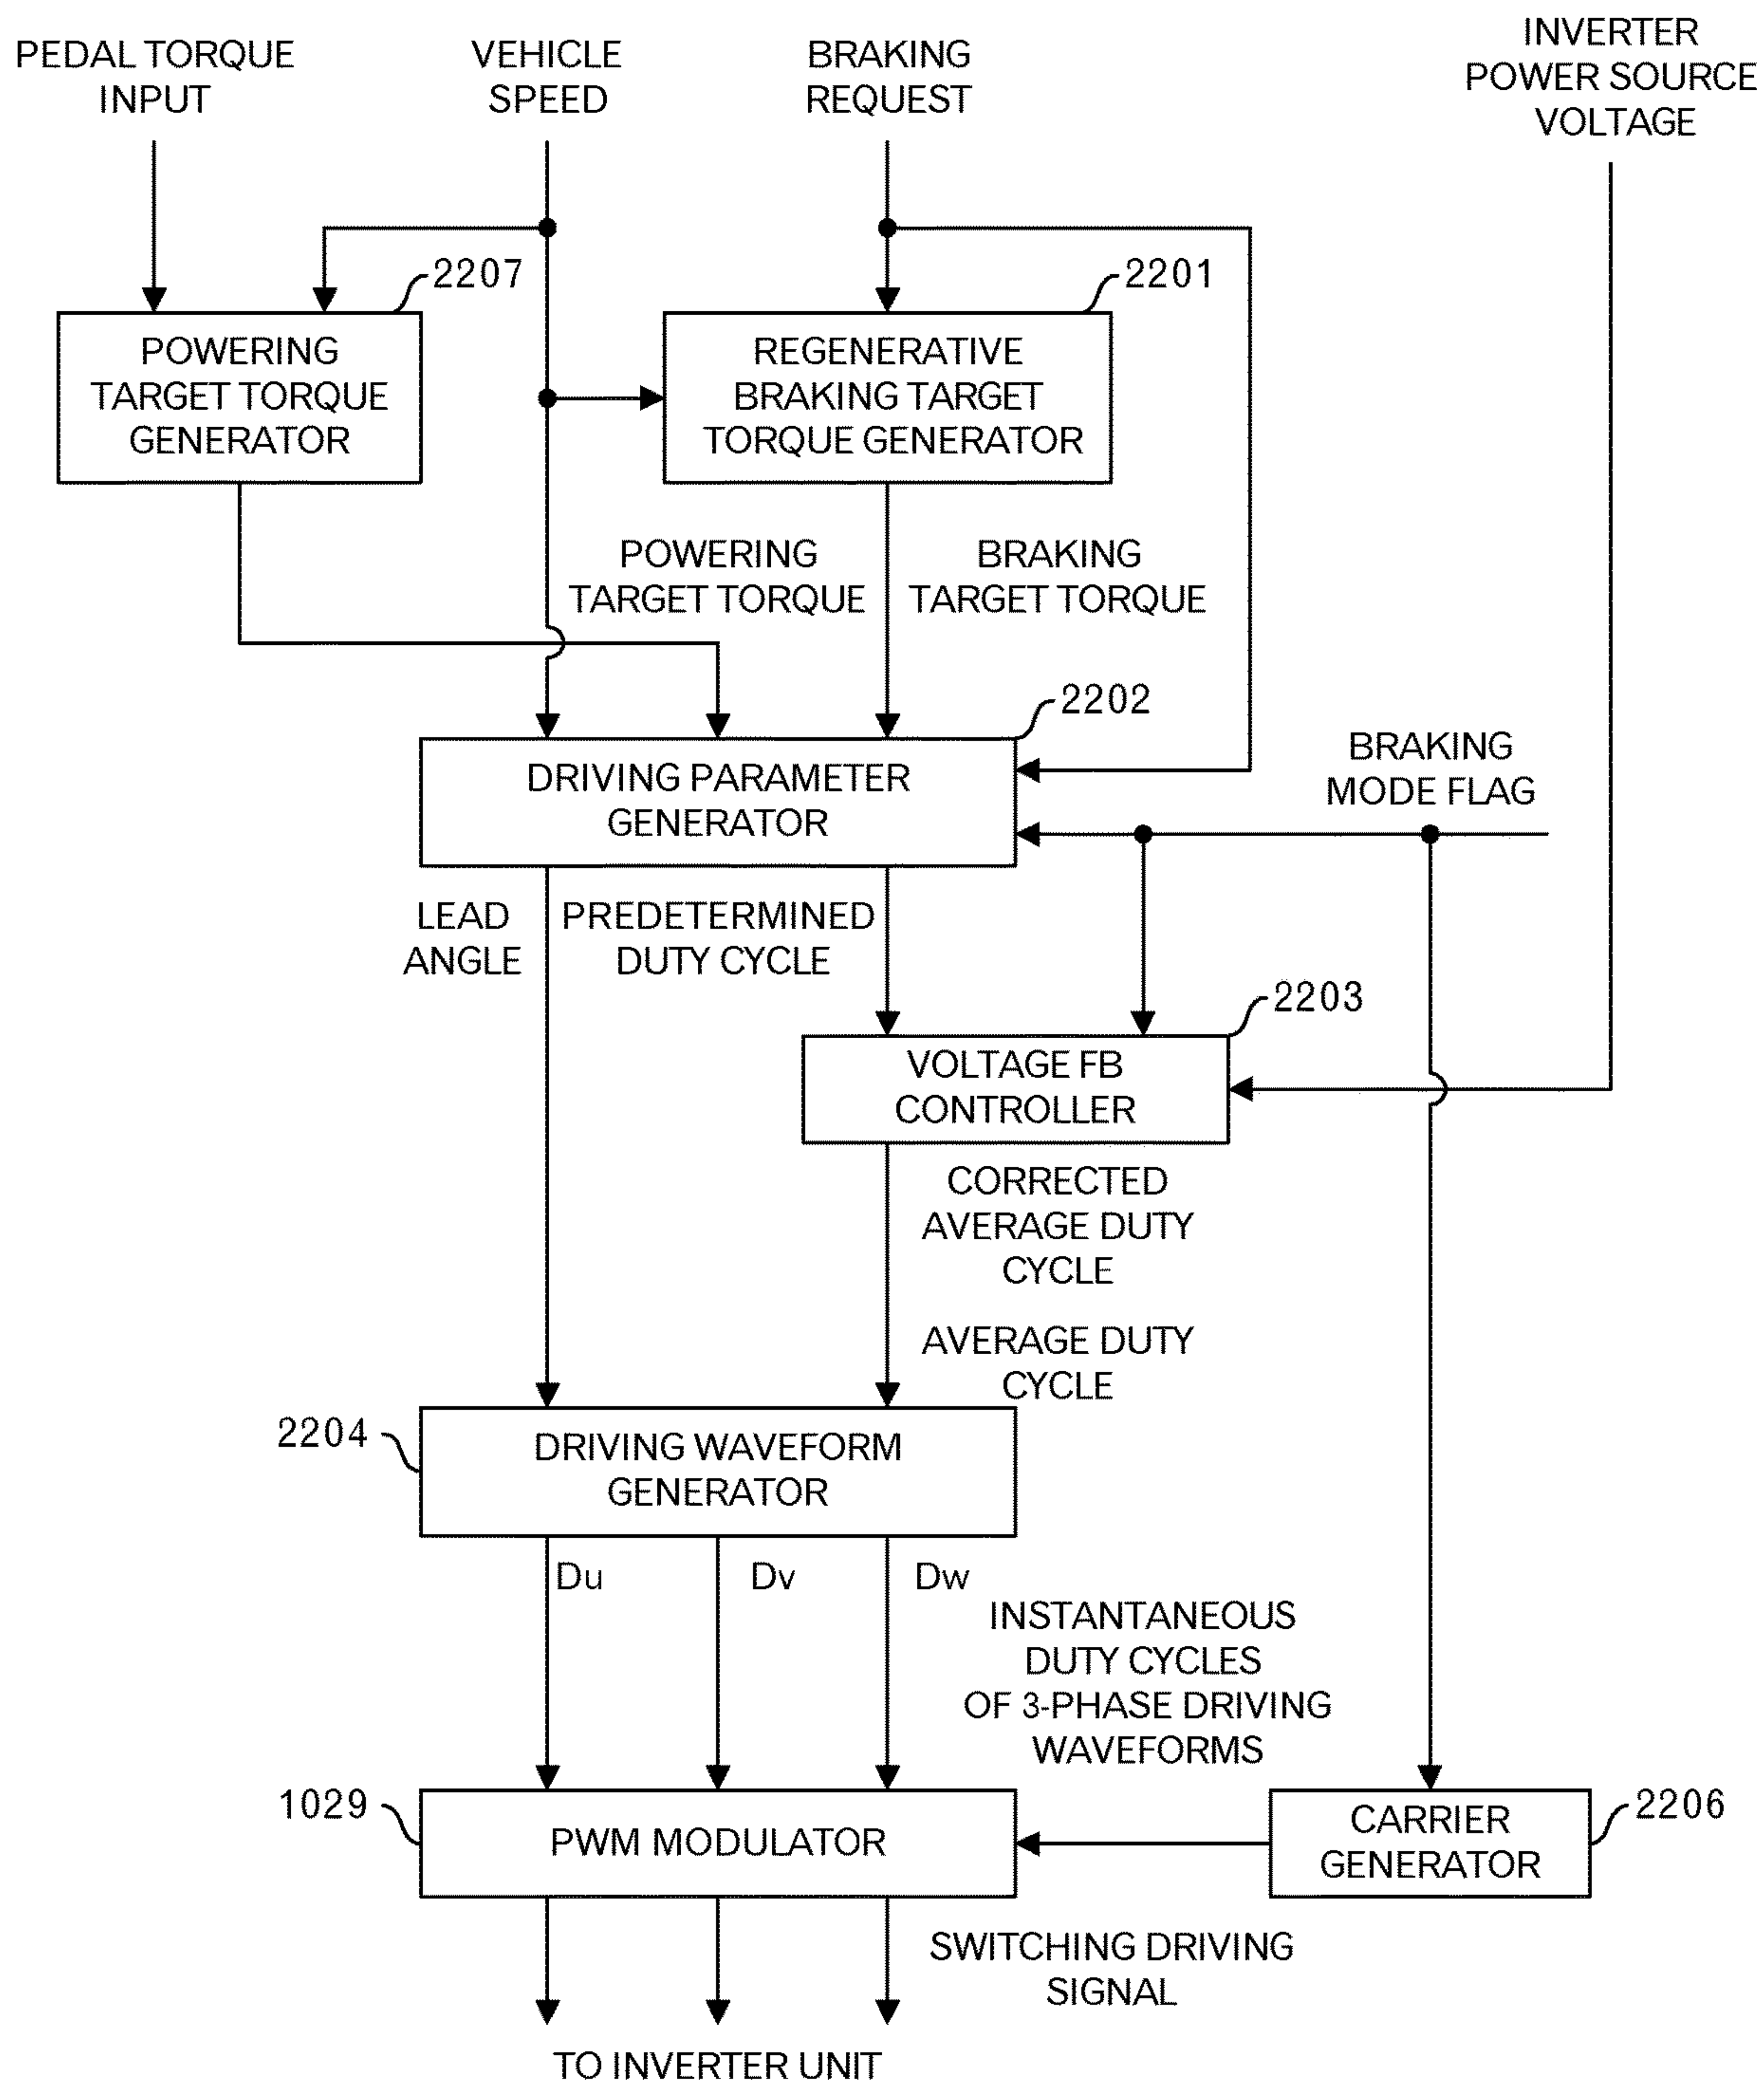 PEDAL TORQUE
INPUT
VEHICLE
SPEED
BRAKING
REQUEST
INVERTER
POWER SOURCE
VOLTAGE
2207
2201
POWERING
TARGET TORQUE
GENERATOR
REGENERATIVE
BRAKING TARGET
TORQUE GENERATOR
POWERING
TARGET TORQUE
BRAKING
TARGET TORQUE
2202
DRIVING PARAMETER
GENERATOR
BRAKING
MODE FLAG
LEAD
ANGLE
PREDETERMINED
DUTY CYCLE
2203
VOLTAGE FB
CONTROLLER
CORRECTED
AVERAGE DUTY
CYCLE
AVERAGE DUTY
CYCLE
2204
DRIVING WAVEFORM
GENERATOR
Du
Dv
Dw
INSTANTANEOUS
DUTY CYCLES
OF 3-PHASE DRIVING
WAVEFORMS
1029
PWM MODULATOR
CARRIER
GENERATOR
2206
SWITCHING DRIVING
SIGNAL
TO INVERTER UNIT